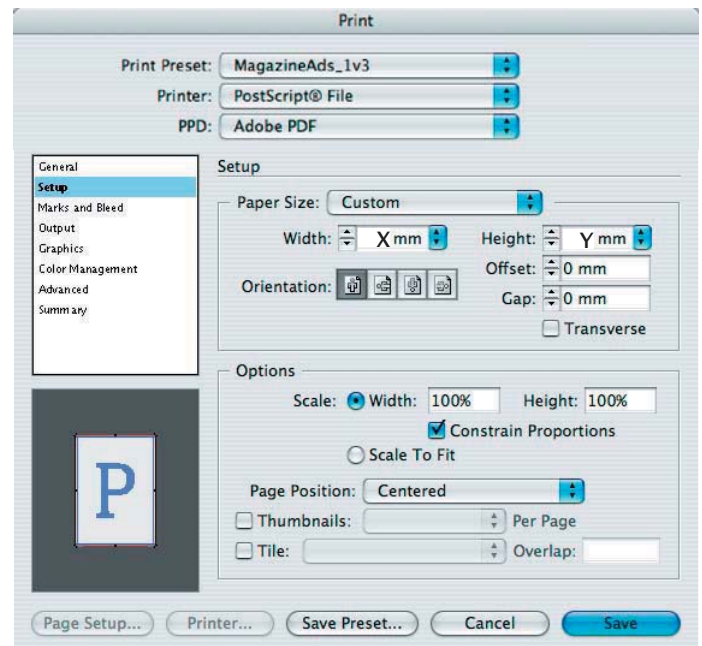 Print
Print Preset: MagazineAds_1v3
Printer: PostScript® File
PPD: Adobe PDF
General
Setup
Marks and Bleed
Output
Graphics
Color Management
Advanced
Summary
Setup
Paper Size: Custom
Width: X mm Height: Y mm
Orientation: Offset: 0 mm
Gap: 0 mm
Transverse
Options
Scale: Width: 100% Height: 100%
Constrain Proportions
Scale To Fit
Page Position: Centered
Thumbnails: Per Page
Tile: Overlap:
P
Page Setup... Printer... Save Preset... Cancel Save